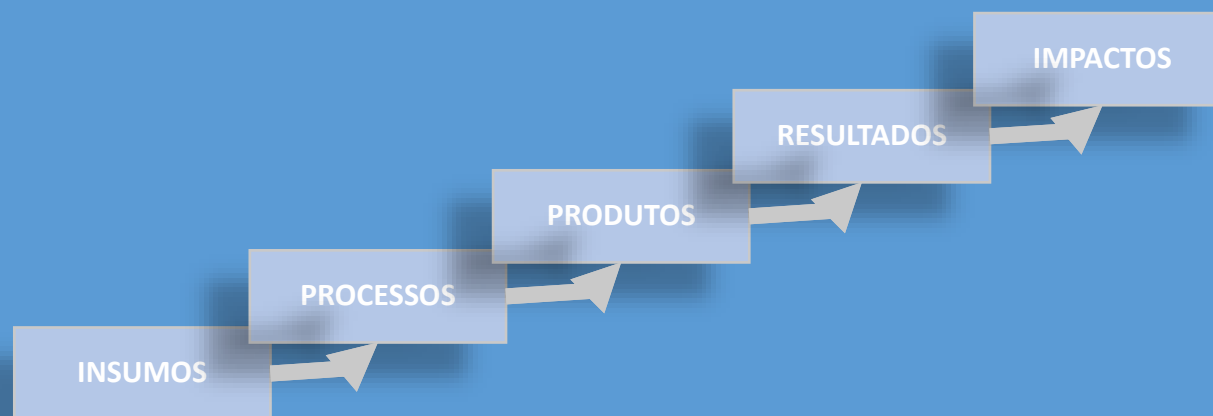 IMPACTOS
RESULTADOS
PRODUTOS
PROCESSOS
INSUMOS